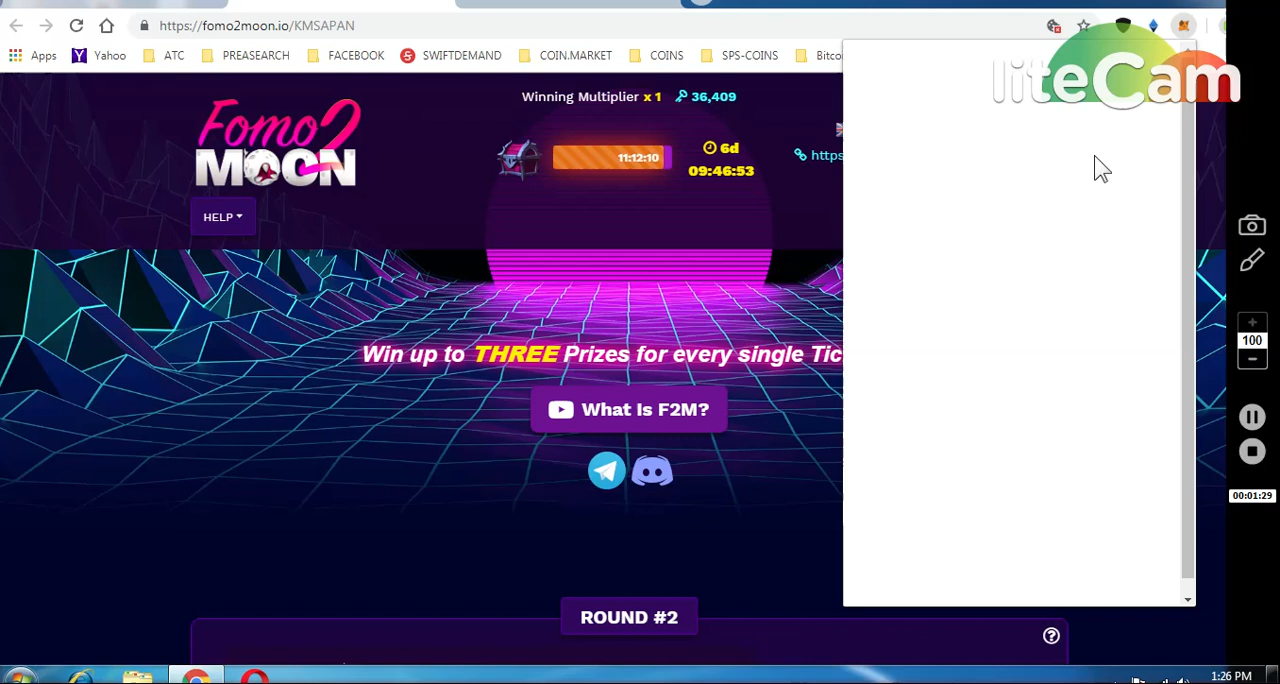 https://fomo2moon.io/KMSAPAN
Apps Yahoo ATC PREASEARCH FACEBOOK SWIFTDEMAND COIN.MARKET COINS SPS-COINS Bitco
liteCam
Winning Multiplier x 1 36,409
Fomo2
MOON
11:12:10
6d
09:46:53
https
HELP
Win up to THREE Prizes for every single Tic
What Is F2M?
100
00:01:29
ROUND #2
1:26 PM